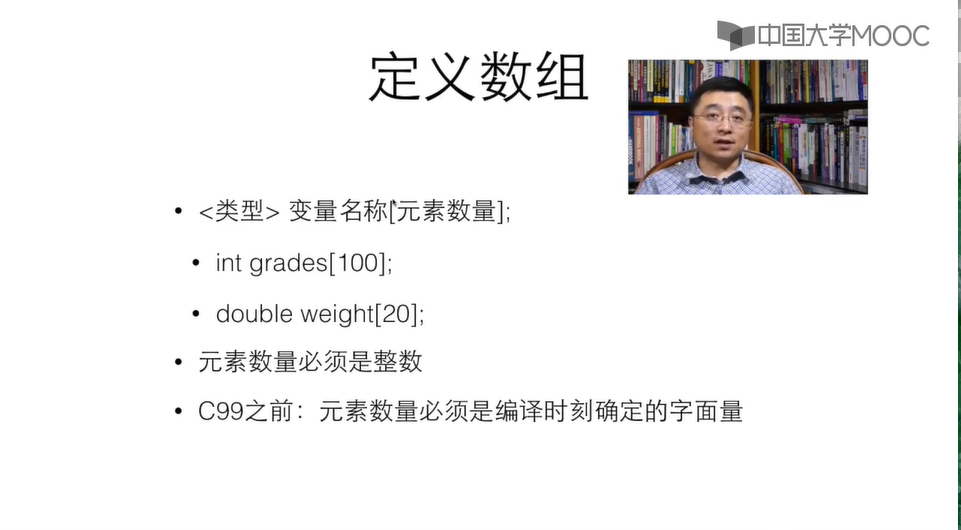 中国大学MOOC
定义数组
<类型> 变量名称[元素数量];
int grades[100];
double weight[20];
元素数量必须是整数
C99之前：元素数量必须是编译时刻确定的字面量